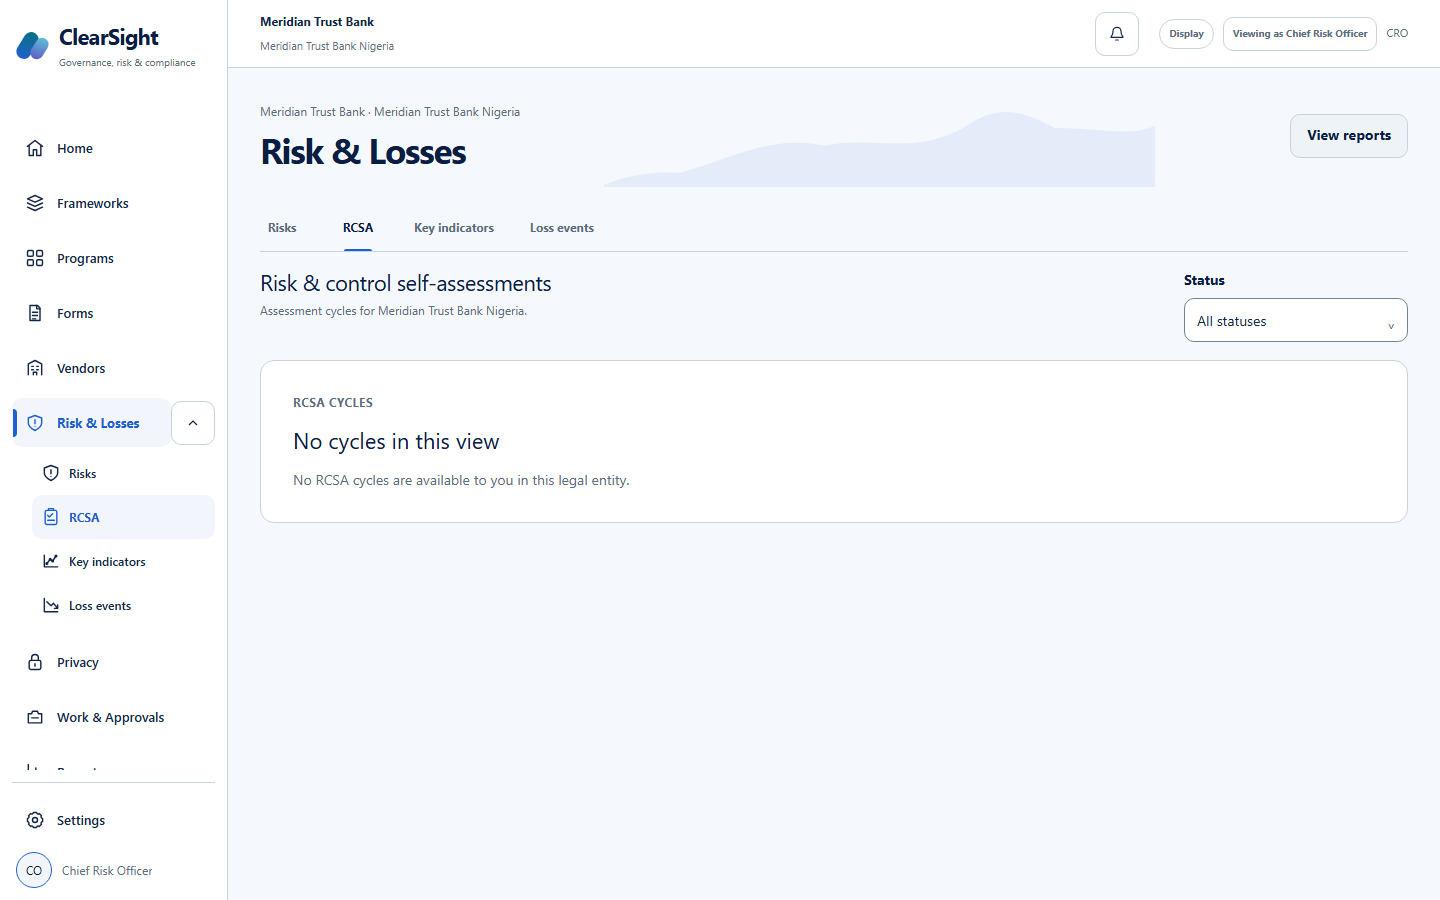 ClearSight
Governance, risk & compliance
Home
Frameworks
Programs
Forms
Vendors
Risk & Losses
Risks
RCSA
Key indicators
Loss events
Privacy
Work & Approvals
Settings
CO
Chief Risk Officer
Meridian Trust Bank
Meridian Trust Bank Nigeria
Display
Viewing as Chief Risk Officer
CRO
Meridian Trust Bank · Meridian Trust Bank Nigeria
Risk & Losses
View reports
Risks
RCSA
Key indicators
Loss events
Risk & control self-assessments
Assessment cycles for Meridian Trust Bank Nigeria.
Status
All statuses
RCSA CYCLES
No cycles in this view
No RCSA cycles are available to you in this legal entity.